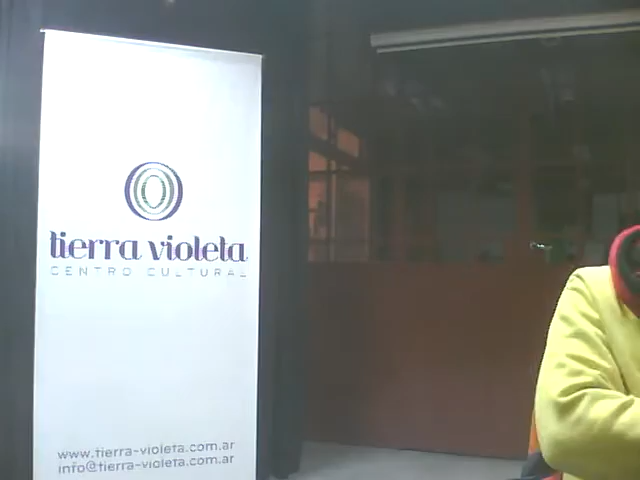 tierra violeta
CENTRO CULTURAL
www.tierra-violeta.com.ar
info@tierra-violeta.com.ar